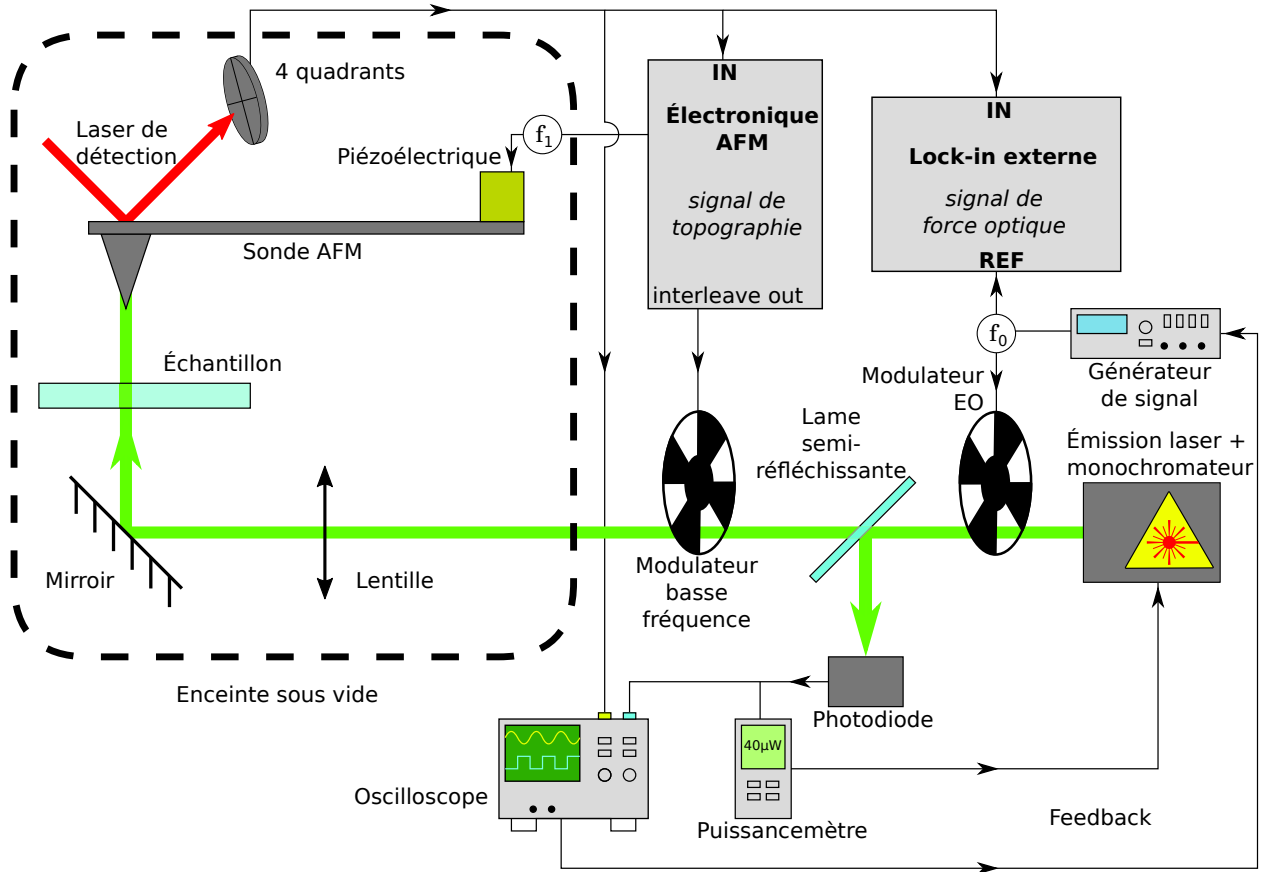 4 quadrants
Laser de
détection
Piézoélectrique
f1
Sonde AFM
IN
Électronique
AFM
signal de
topographie
interleave out
IN
Lock-in externe
signal de
force optique
REF
f0
Générateur
de signal
Échantillon
Modulateur
EO
Lame
semi-
réfléchissante
Émission laser +
monochromateur
Mirroir
Lentille
Modulateur
basse
fréquence
Enceinte sous vide
Photodiode
40µW
Oscilloscope
Puissancemètre
Feedback